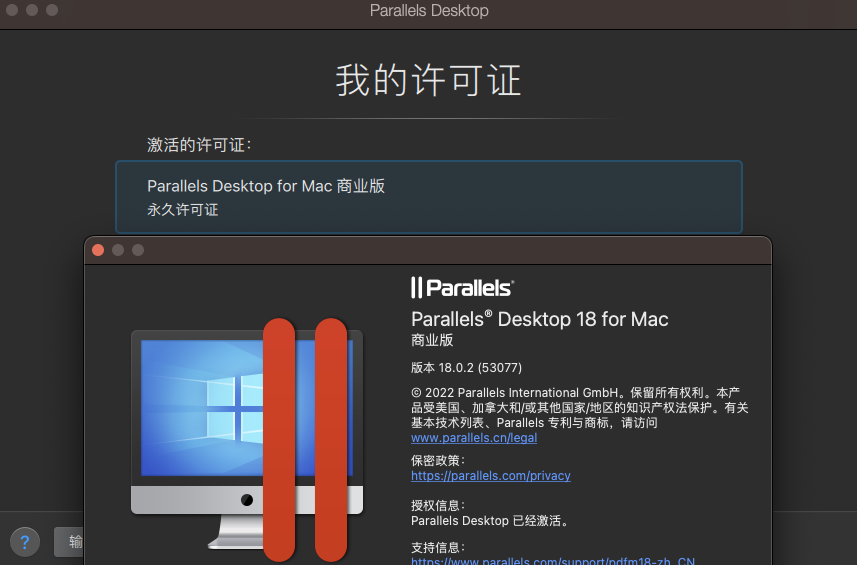 Parallels Desktop
我的许可证
激活的许可证：
Parallels Desktop for Mac 商业版
永久许可证
Parallels®
Parallels® Desktop 18 for Mac
商业版
版本 18.0.2 (53077)
© 2022 Parallels International GmbH。保留所有权利。本产
品受美国、加拿大和/或其他国家/地区的知识产权法保护。有关
基本技术列表、Parallels 专利与商标，请访问
www.parallels.cn/legal
保密政策：
https://parallels.com/privacy
授权信息：
Parallels Desktop 已经激活。
?
输
支持信息：
https://www.parallels.com/support/pdfm18-zh_CN